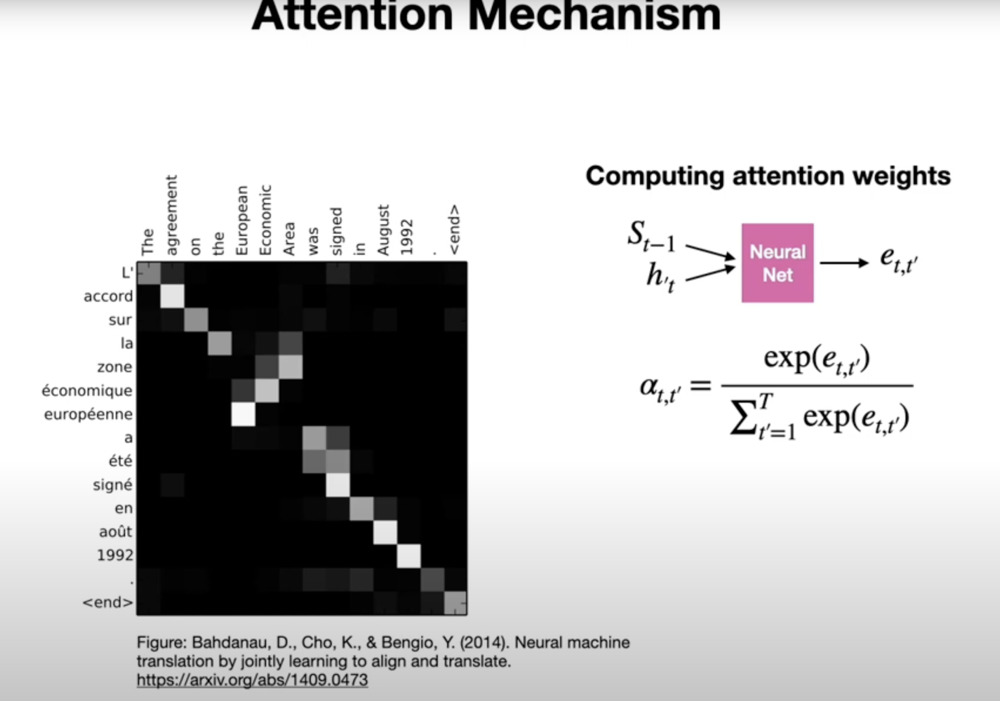 Attention Mechanism
The
agreement
on
the
European
Economic
Area
was
signed
in
August
1992
.
<end>
L'
accord
sur
la
zone
économique
européenne
a
été
signé
en
août
1992
.
<end>
Figure: Bahdanau, D., Cho, K., & Bengio, Y. (2014). Neural machine
translation by jointly learning to align and translate.
https://arxiv.org/abs/1409.0473
Computing attention weights
S_{t−1}
h_{'t}
Neural
Net
e_{t,t'}
α_{t,t'} = exp(e_{t,t'}) / ∑_{t'=1}^{T} exp(e_{t,t'})